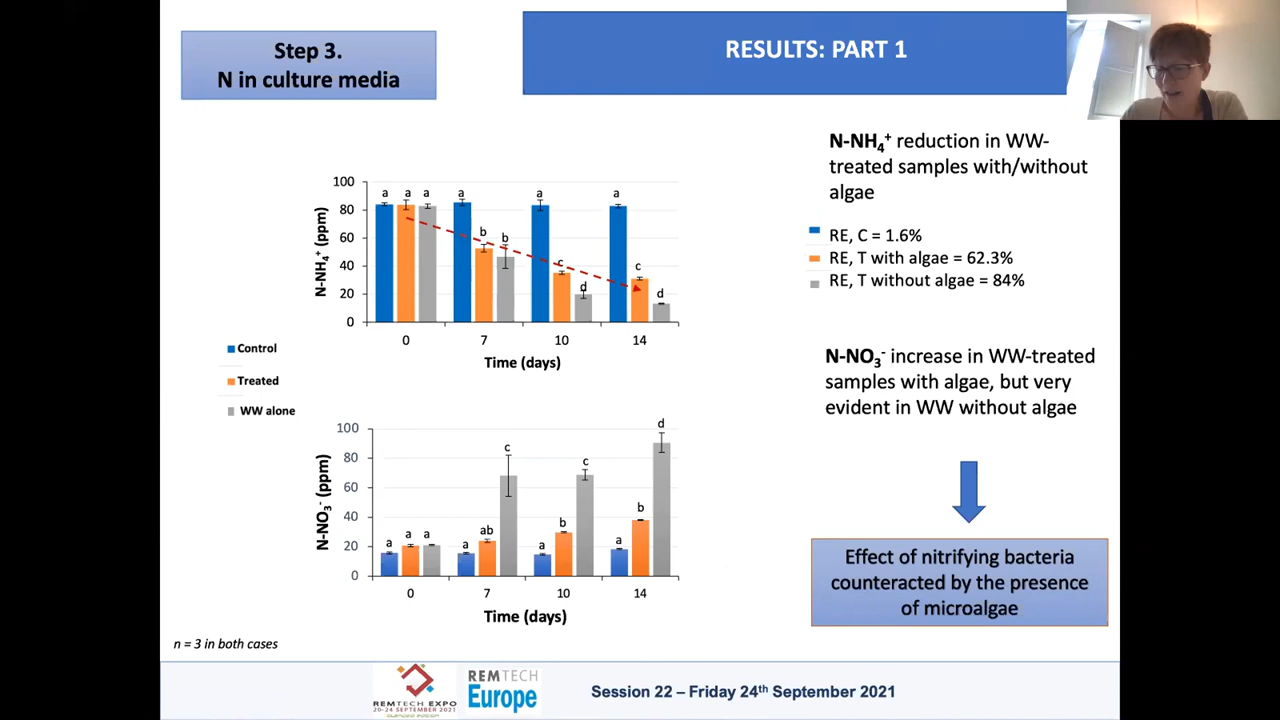 Step 3.
N in culture media
RESULTS: PART 1
N-NH₄⁺ reduction in WW-
treated samples with/without
algae
RE, C = 1.6%
RE, T with algae = 62.3%
RE, T without algae = 84%
N-NO₃⁻ increase in WW-treated
samples with algae, but very
evident in WW without algae
Effect of nitrifying bacteria
counteracted by the presence
of microalgae
N-NH₄⁺ (ppm)
100
80
60
40
20
0
a a a
a b b
a c d
a c d
0 7 10 14
Time (days)
Control
Treated
WW alone
N-NO₃⁻ (ppm)
100
80
60
40
20
0
a a a
a ab c
a b c
a b d
0 7 10 14
Time (days)
n = 3 in both cases
REMTECH EXPO
20-24 SEPTEMBER 2021
REMTECH
Europe
Session 22 – Friday 24th September 2021